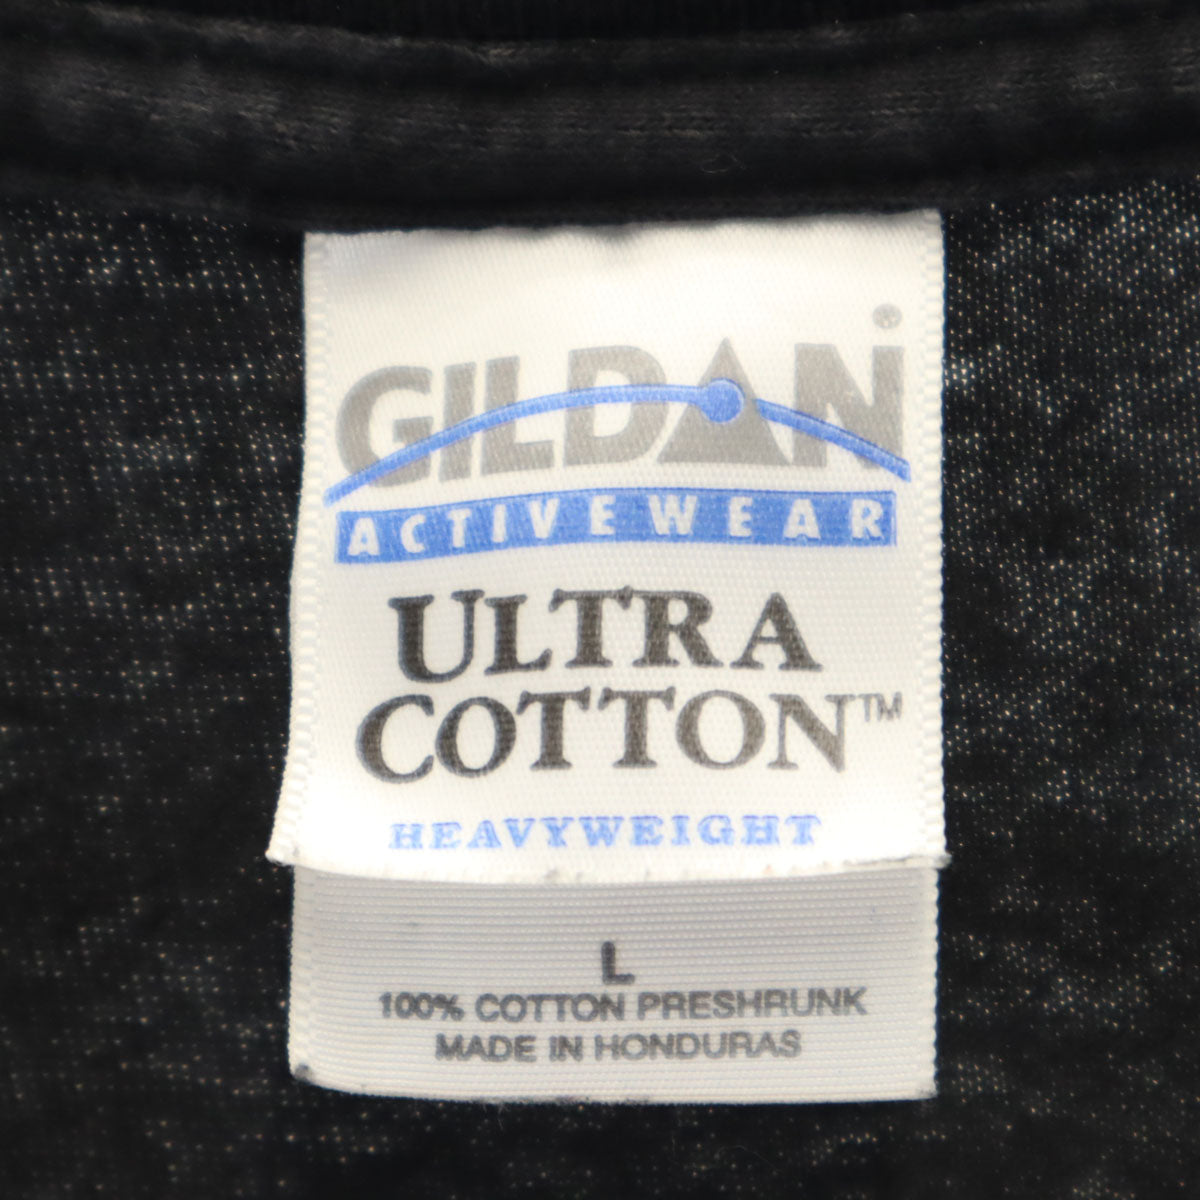 GILDAN
ACTIVEWEAR
ULTRA
COTTON™
HEAVYWEIGHT
L
100% COTTON PRESHRUNK
MADE IN HONDURAS